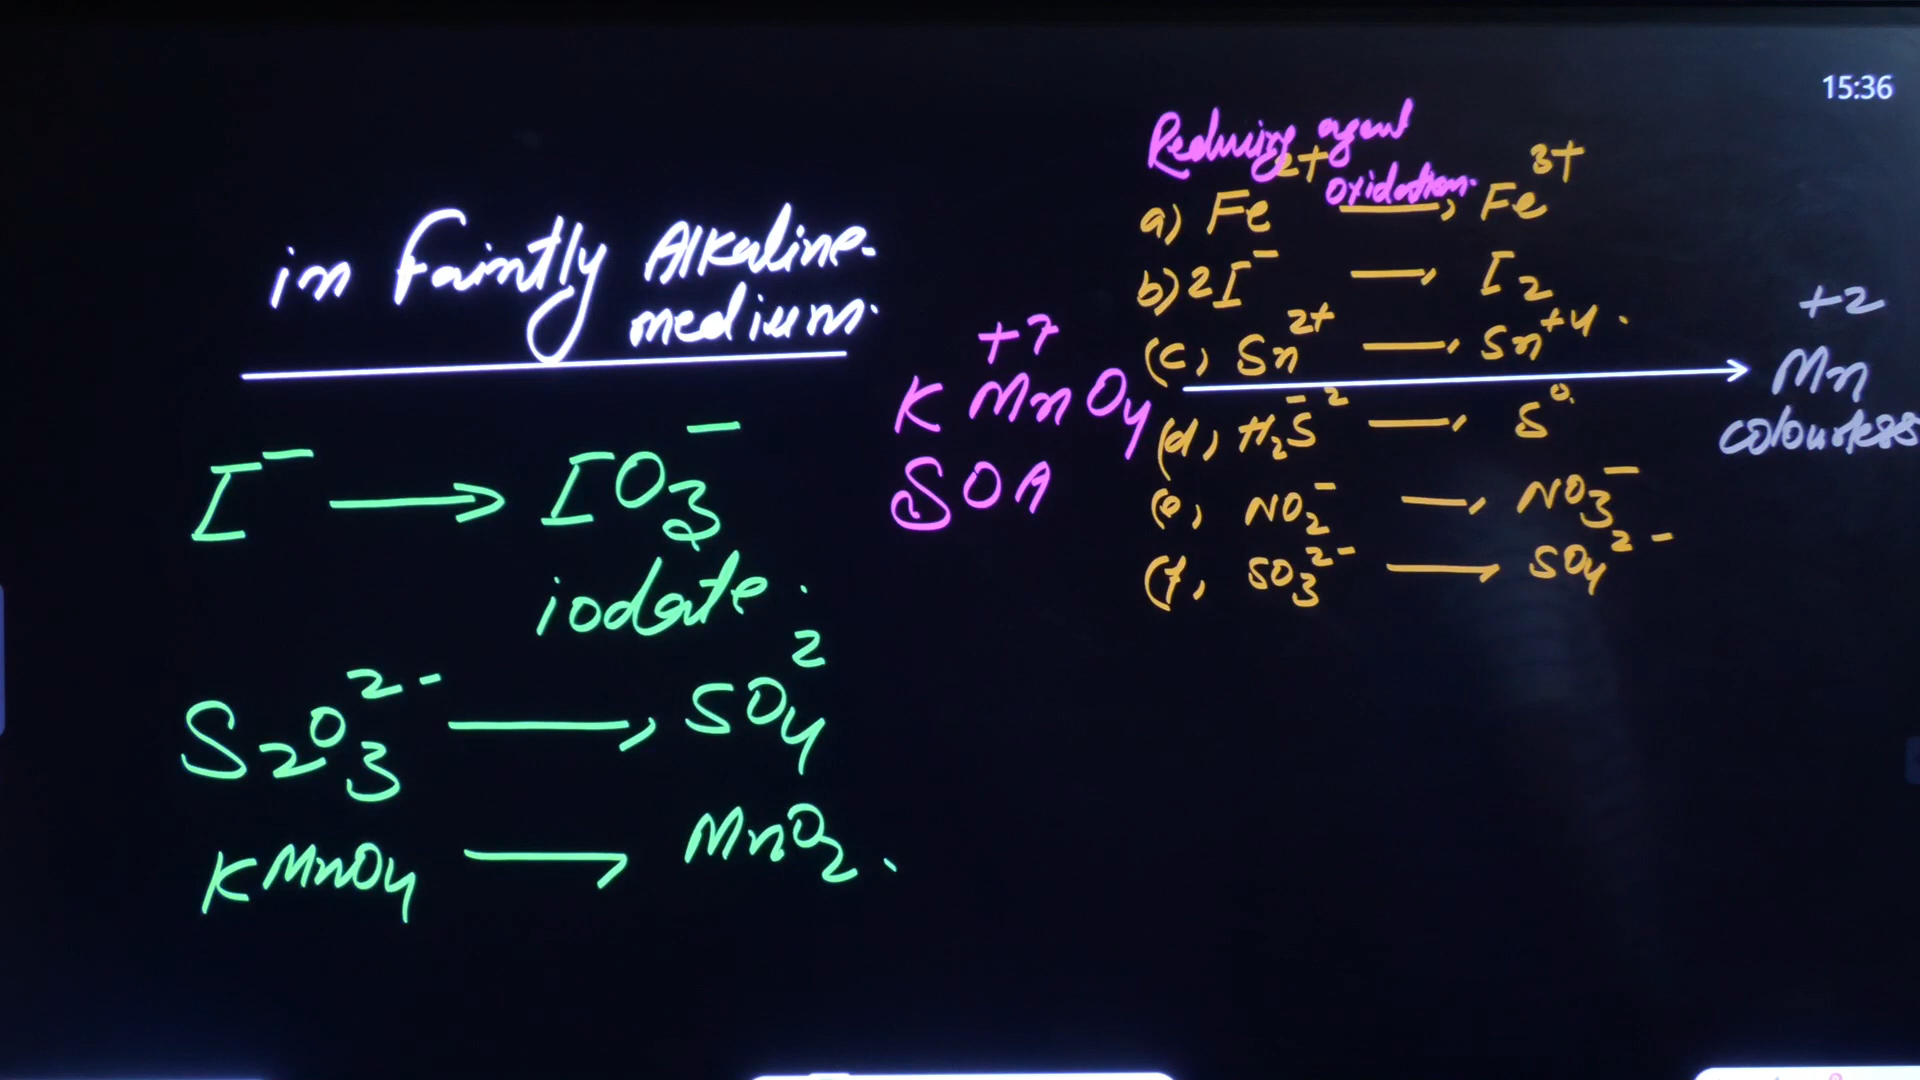 15:36
in faintly Alkaline
medium.
I⁻ → IO₃⁻
iodate.
S₂O₃²⁻ → SO₄²
KMnO₄ → MnO₂.
+7
KMnO₄
SOA
Reducing agent
oxidation.
a) Fe²⁺ → Fe³⁺
b) 2I⁻ → I₂
(c) Sn²⁺ → Sn⁺⁴.
(d) H₂S⁻² → S⁰
(e) NO₂⁻ → NO₃⁻
(f) SO₃²⁻ → SO₄²⁻
+2
Mn
colourless